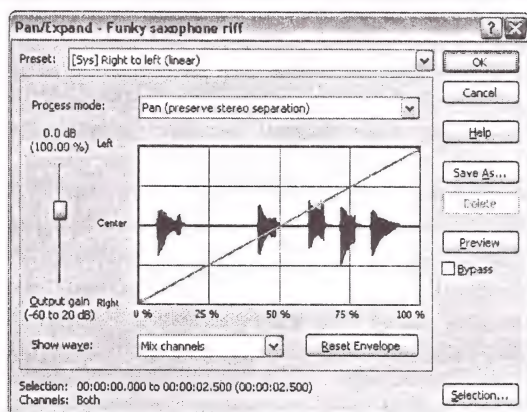 Pan/Expand - Funky saxophone riff
Preset: [Sys] Right to left (linear)
OK
Process mode: Pan (preserve stereo separation)
Cancel
0.0 dB
(100.00 %)
Left
Help
Save As...
Delete
Center
Preview
Bypass
Output gain
(-60 to 20 dB)
Right
0 % 25 % 50 % 75 % 100 %
Show wave: Mix channels
Reset Envelope
Selection: 00:00:00.000 to 00:00:02.500 (00:00:02.500)
Channels: Both
Selection...